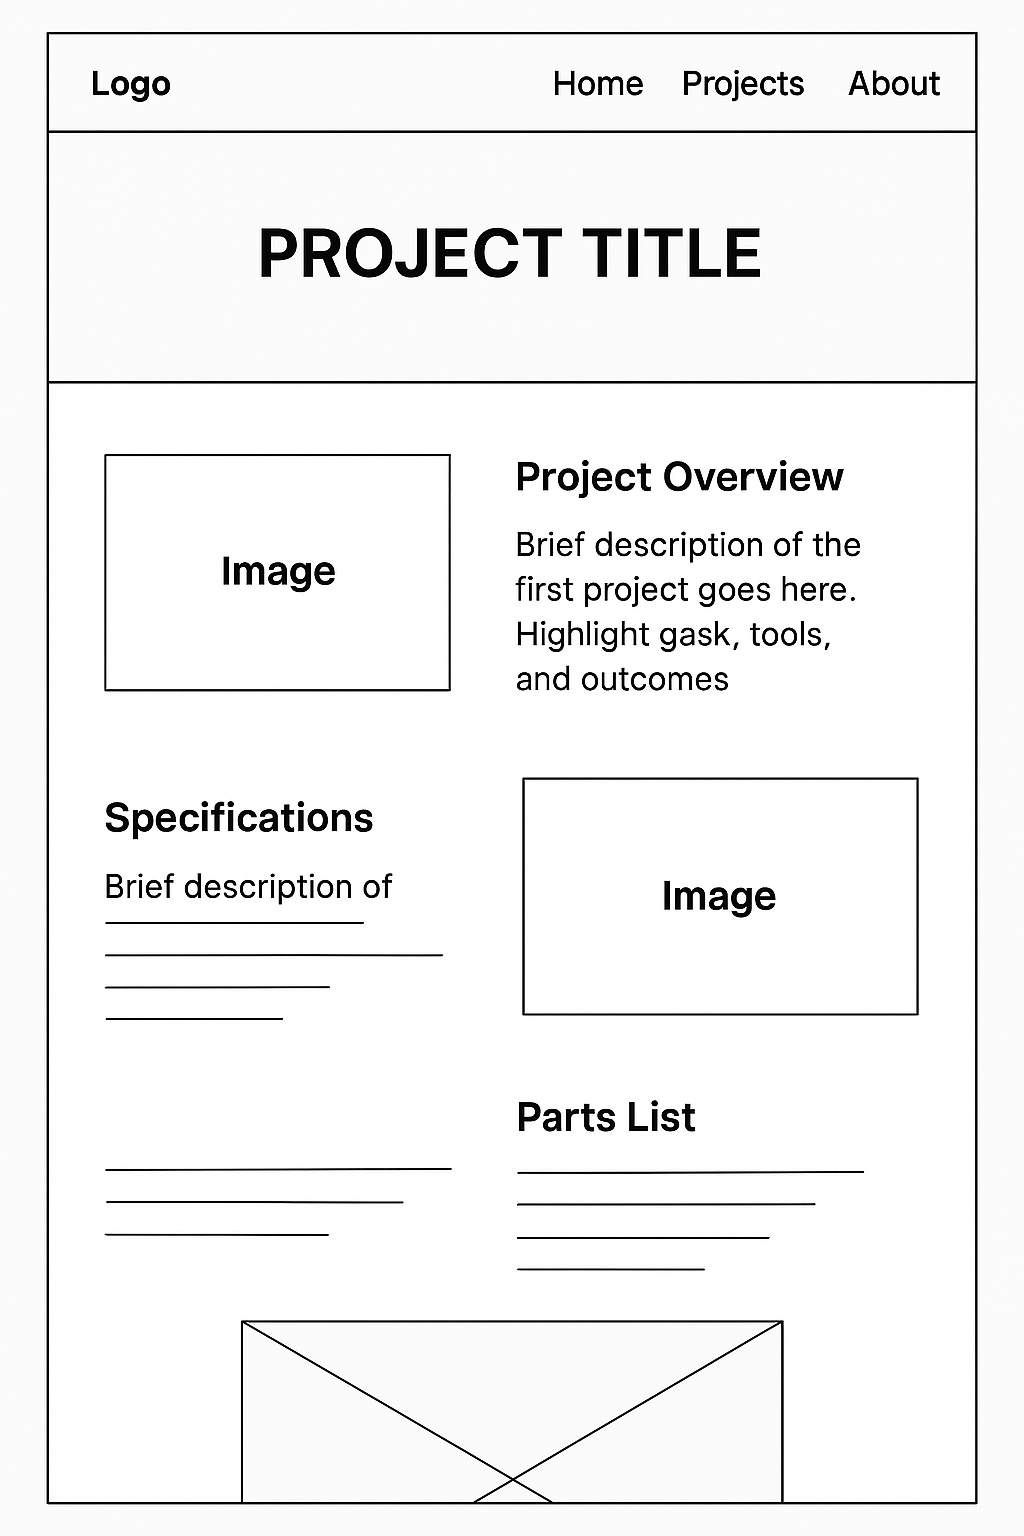 Logo
Home Projects About
PROJECT TITLE
Image
Project Overview
Brief description of the
first project goes here.
Highlight gask, tools,
and outcomes
Specifications
Brief description of
Image
Parts List